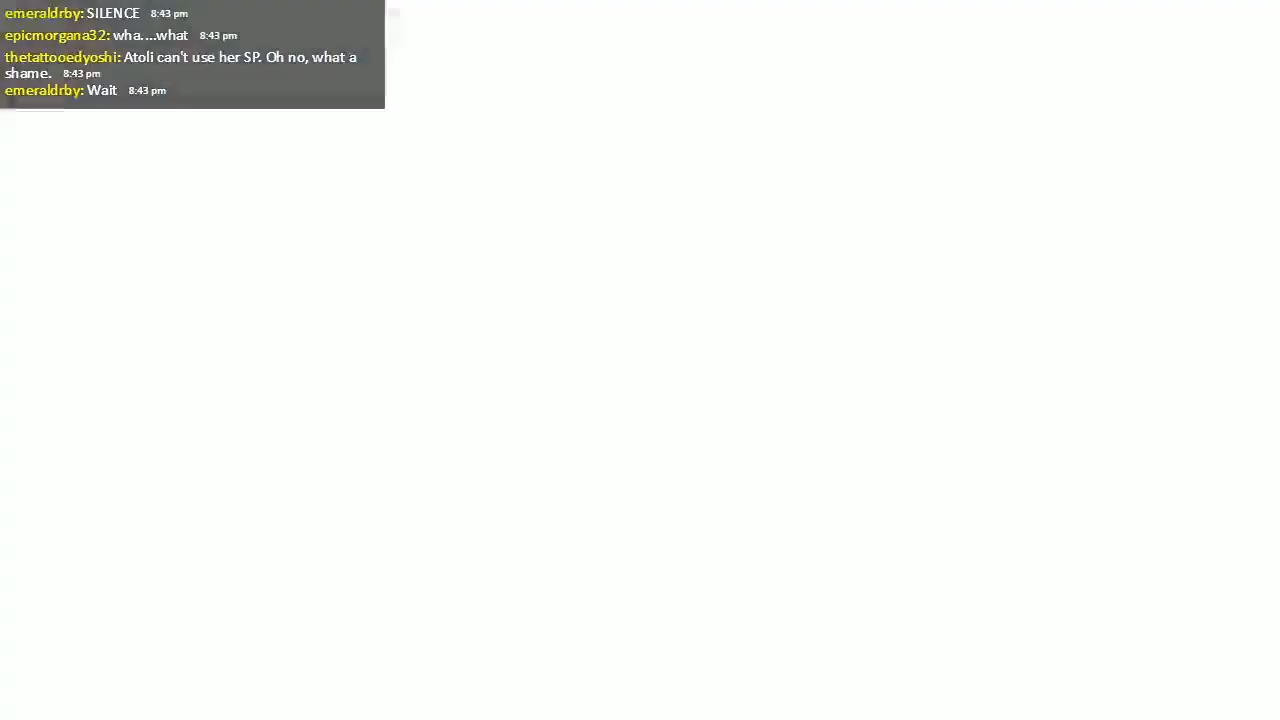 emeraldrby: SILENCE 8:43 pm
epicmorgana32: wha....what 8:43 pm
thetattooedyoshi: Atoli can't use her SP. Oh no, what a
shame. 8:43 pm
emeraldrby: Wait 8:43 pm